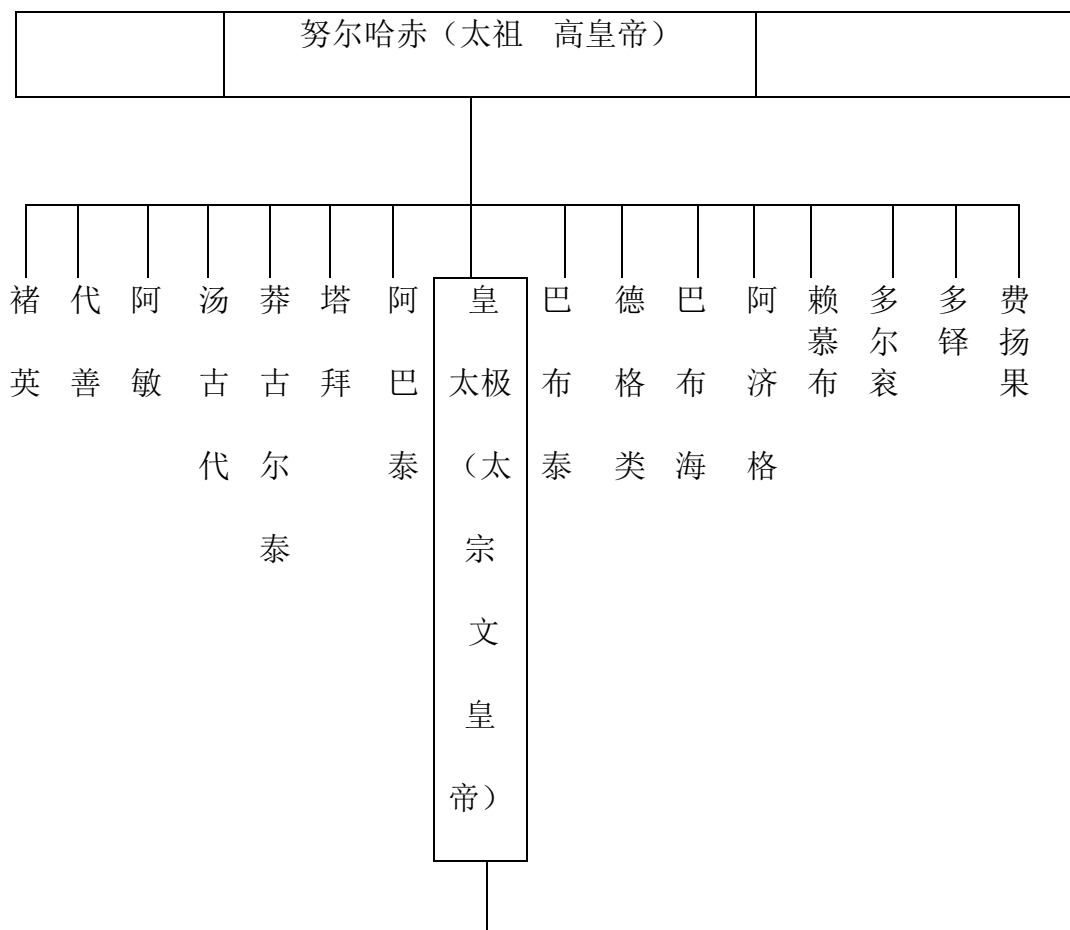 努尔哈赤（太祖　高皇帝）
褚英
代善
阿敏
汤古代
莽古尔泰
塔拜
阿巴泰
皇太极（太宗文皇帝）
巴布泰
德格类
巴布海
阿济格
赖慕布
多尔衮
多铎
费扬果